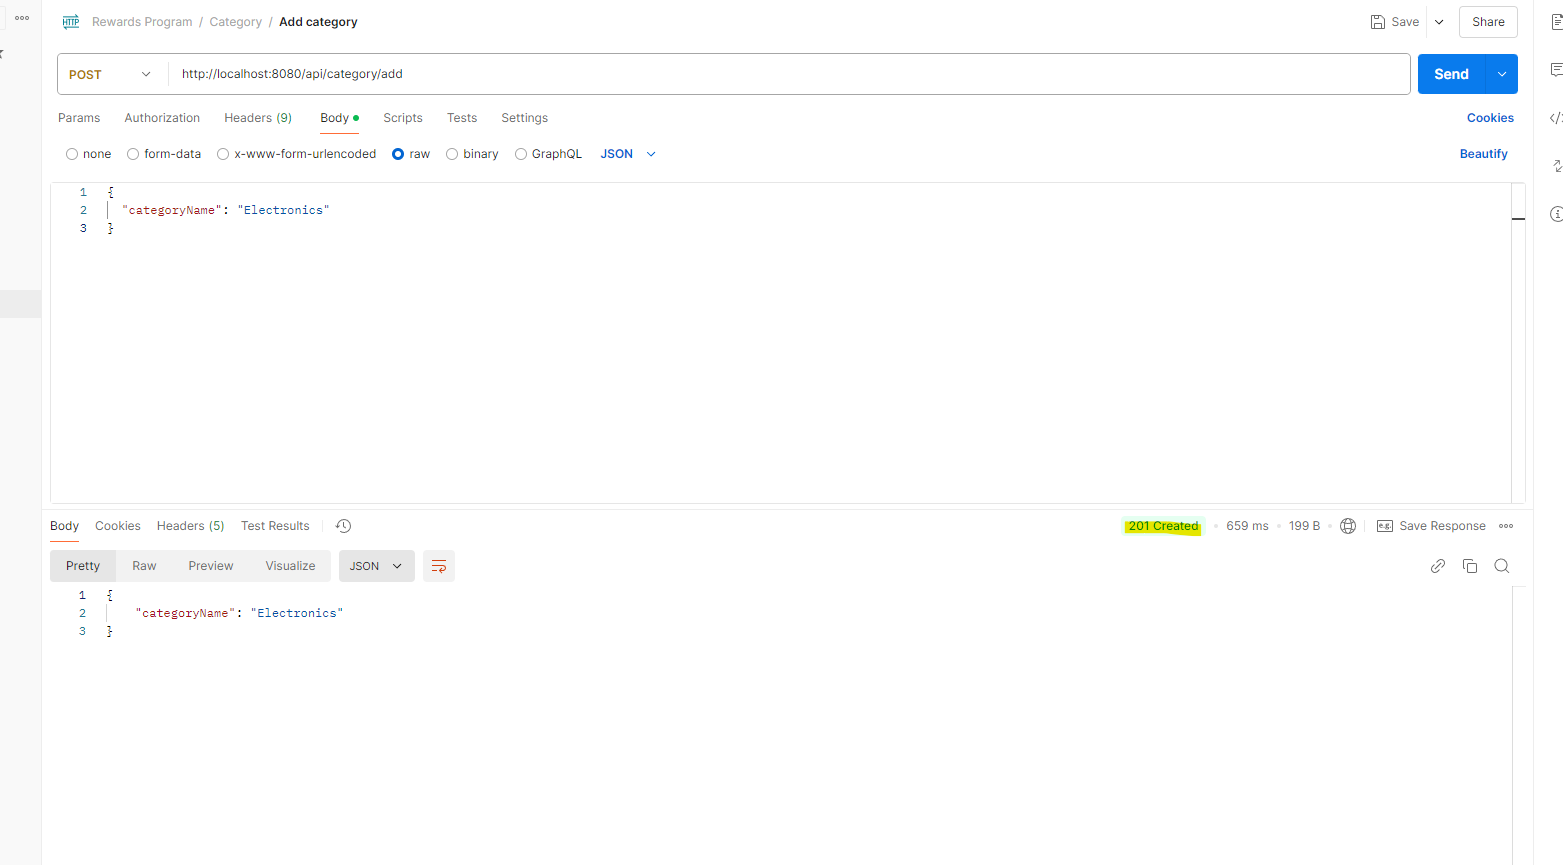 HTTP Rewards Program / Category / Add category
Save
Share
POST
http://localhost:8080/api/category/add
Send
Params Authorization Headers (9) Body Scripts Tests Settings
Cookies
none form-data x-www-form-urlencoded raw binary GraphQL JSON
Beautify
1 {
2 "categoryName": "Electronics"
3 }
Body Cookies Headers (5) Test Results
201 Created • 659 ms • 199 B •
e.g. Save Response
Pretty Raw Preview Visualize JSON
1 {
2 "categoryName": "Electronics"
3 }